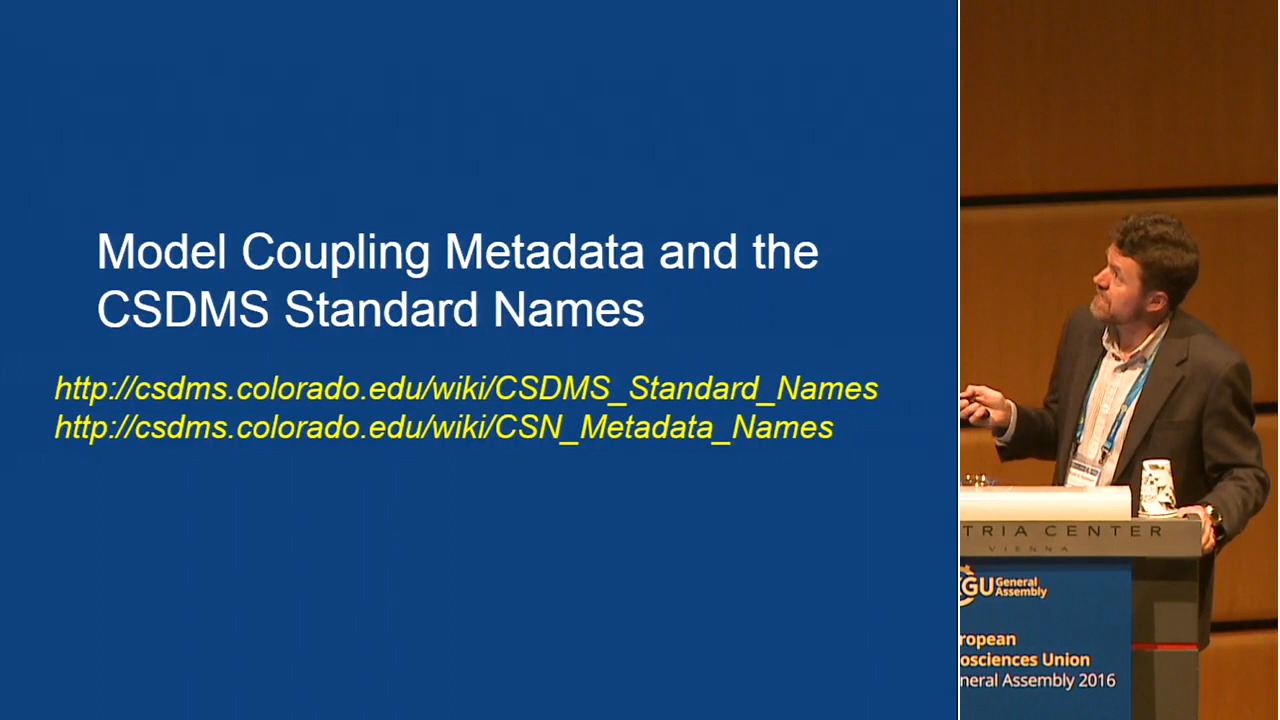 Model Coupling Metadata and the
CSDMS Standard Names
http://csdms.colorado.edu/wiki/CSDMS_Standard_Names
http://csdms.colorado.edu/wiki/CSN_Metadata_Names
TRIA CENTER
VIENNA
GU General
Assembly
ropean
osciences Union
neral Assembly 2016